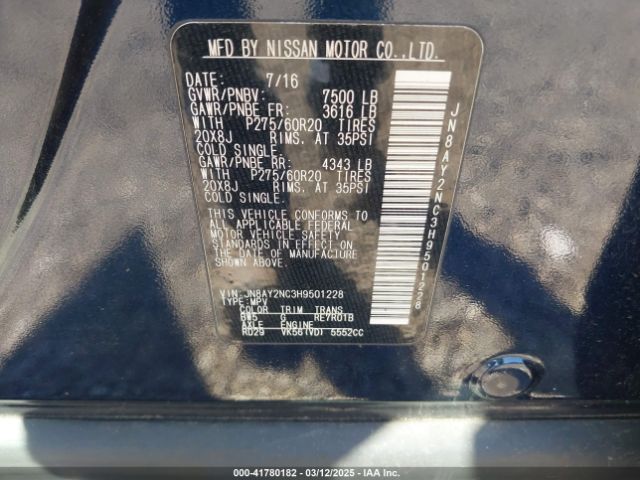 MFD BY NISSAN MOTOR CO.,LTD.
DATE: 7/16
GVWR/PNBV: 7500 LB
GAWR/PNBE FR: 3616 LB
WITH P275/60R20 TIRES
20X8J RIMS, AT 35PSI
COLD SINGLE.
GAWR/PNBE RR: 4343 LB
WITH P275/60R20 TIRES
20X8J RIMS, AT 35PSI
COLD SINGLE.
THIS VEHICLE CONFORMS TO
ALL APPLICABLE FEDERAL
MOTOR VEHICLE SAFETY
STANDARDS IN EFFECT ON
THE DATE OF MANUFACTURE
SHOWN ABOVE.
VIN: JN8AY2NC3H9501228
TYPE: MPV
COLOR TRIM TRANS
BW5 G RE7R01B
AXLE ENGINE
RD29 VK56(VD) 5552CC
JN8AY2NC3H9501228
000-41780182 - 03/12/2025 - IAA Inc.